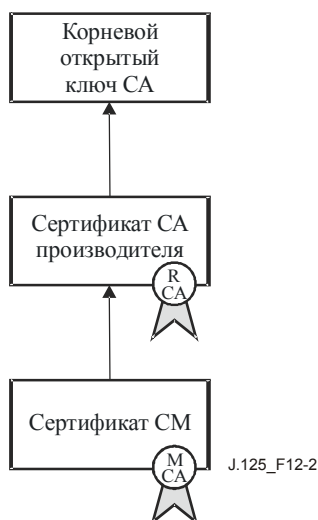 Корневой
открытый
ключ CA
Сертификат CA
производителя
R
CA
Сертификат CM
M
CA
J.125_F12-2